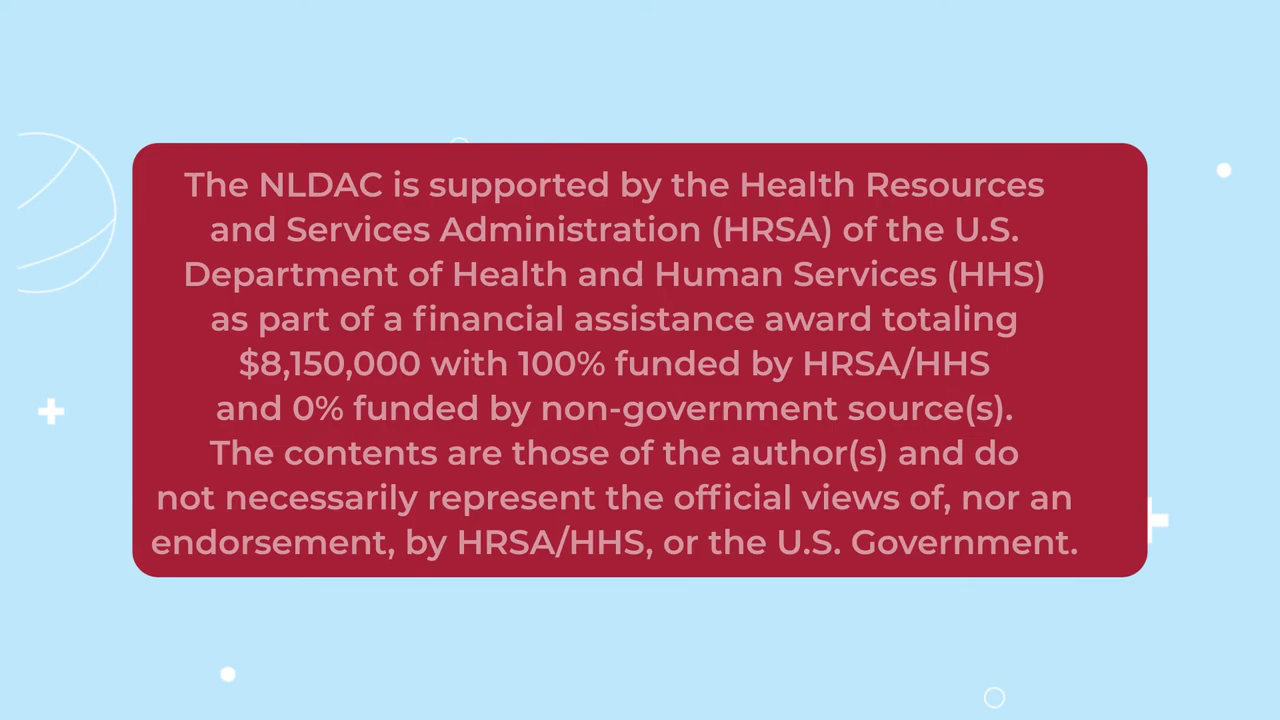 The NLDAC is supported by the Health Resources
and Services Administration (HRSA) of the U.S.
Department of Health and Human Services (HHS)
as part of a financial assistance award totaling
$8,150,000 with 100% funded by HRSA/HHS
and 0% funded by non-government source(s).
The contents are those of the author(s) and do
not necessarily represent the official views of, nor an
endorsement, by HRSA/HHS, or the U.S. Government.